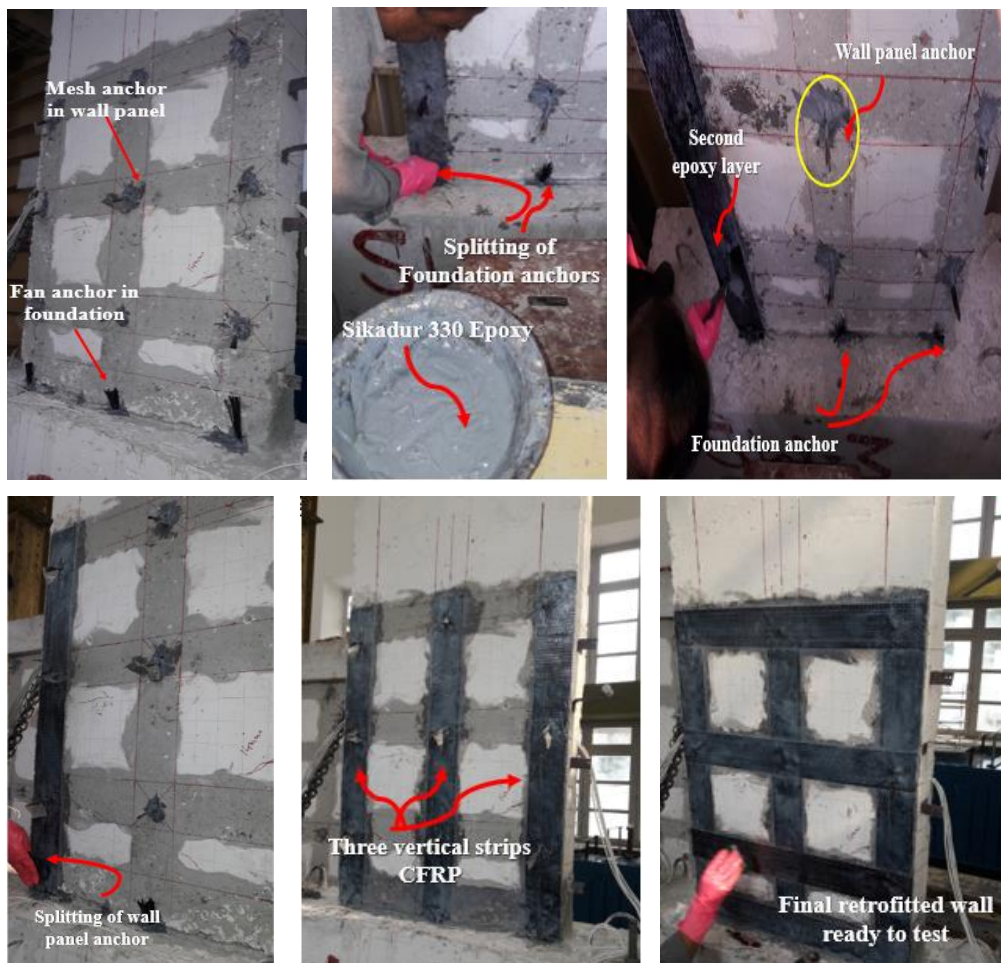 Mesh anchor
in wall panel
Fan anchor in
foundation
Splitting of
Foundation anchors
Sikadur 330 Epoxy
Wall panel anchor
Second
epoxy layer
Foundation anchor
Splitting of wall
panel anchor
Three vertical strips
CFRP
Final retrofitted wall
ready to test